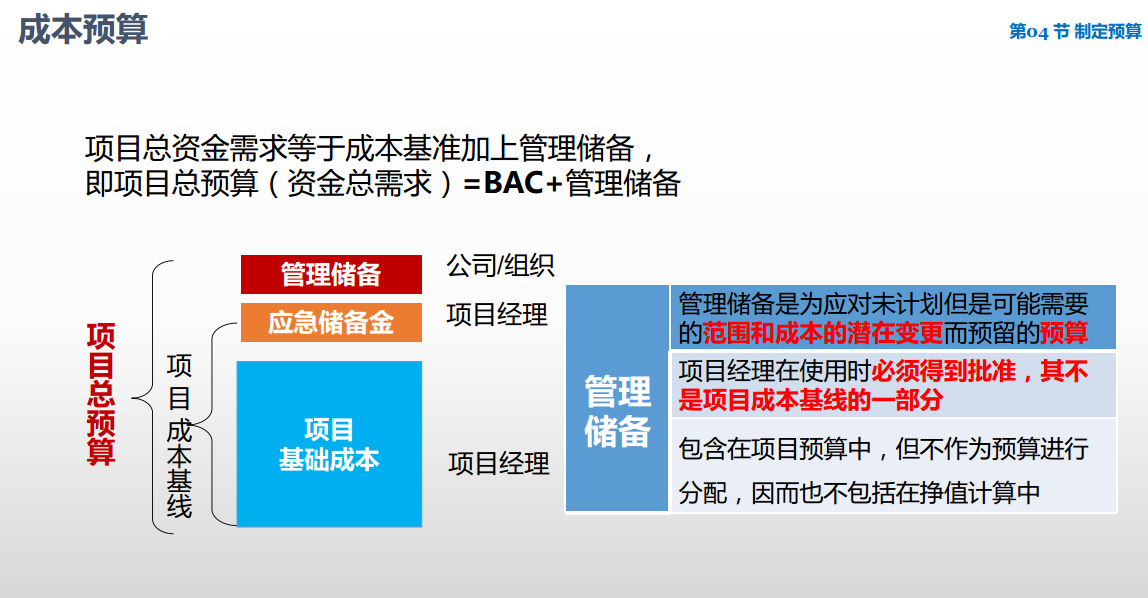 成本预算
第04 节 制定预算
项目总资金需求等于成本基准加上管理储备，
即项目总预算（资金总需求）=BAC+管理储备
项目总预算
项目成本基线
管理储备
公司/组织
应急储备金
项目经理
项目
基础成本
项目经理
管理
储备
管理储备是为应对未计划但是可能需要
的范围和成本的潜在变更而预留的预算
项目经理在使用时必须得到批准，其不
是项目成本基线的一部分
包含在项目预算中，但不作为预算进行
分配，因而也不包括在挣值计算中